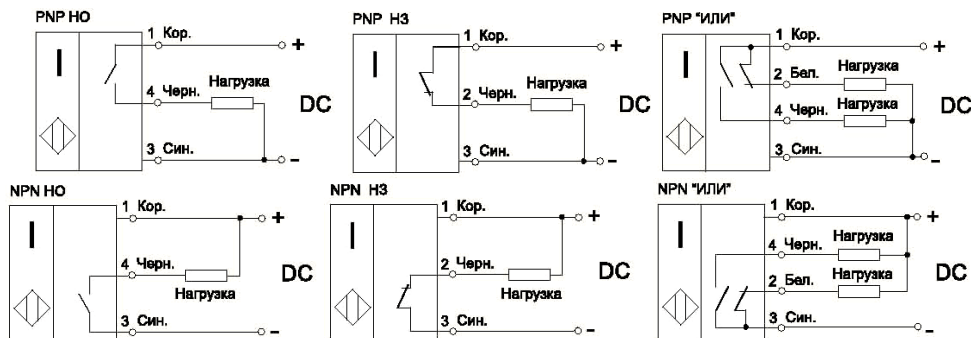 PNP НО
1 Кор.
+
4 Черн.
Нагрузка
DC
3 Син.
-
PNP НЗ
1 Кор.
+
2 Черн.
Нагрузка
DC
3 Син.
-
PNP "ИЛИ"
1 Кор.
+
2 Бел.
Нагрузка
4 Черн.
Нагрузка
DC
3 Син.
-
NPN НО
1 Кор.
+
4 Черн.
Нагрузка
DC
3 Син.
-
NPN НЗ
1 Кор.
+
2 Черн.
Нагрузка
DC
3 Син.
-
NPN "ИЛИ"
1 Кор.
+
4 Черн.
Нагрузка
2 Бел.
Нагрузка
DC
3 Син.
-